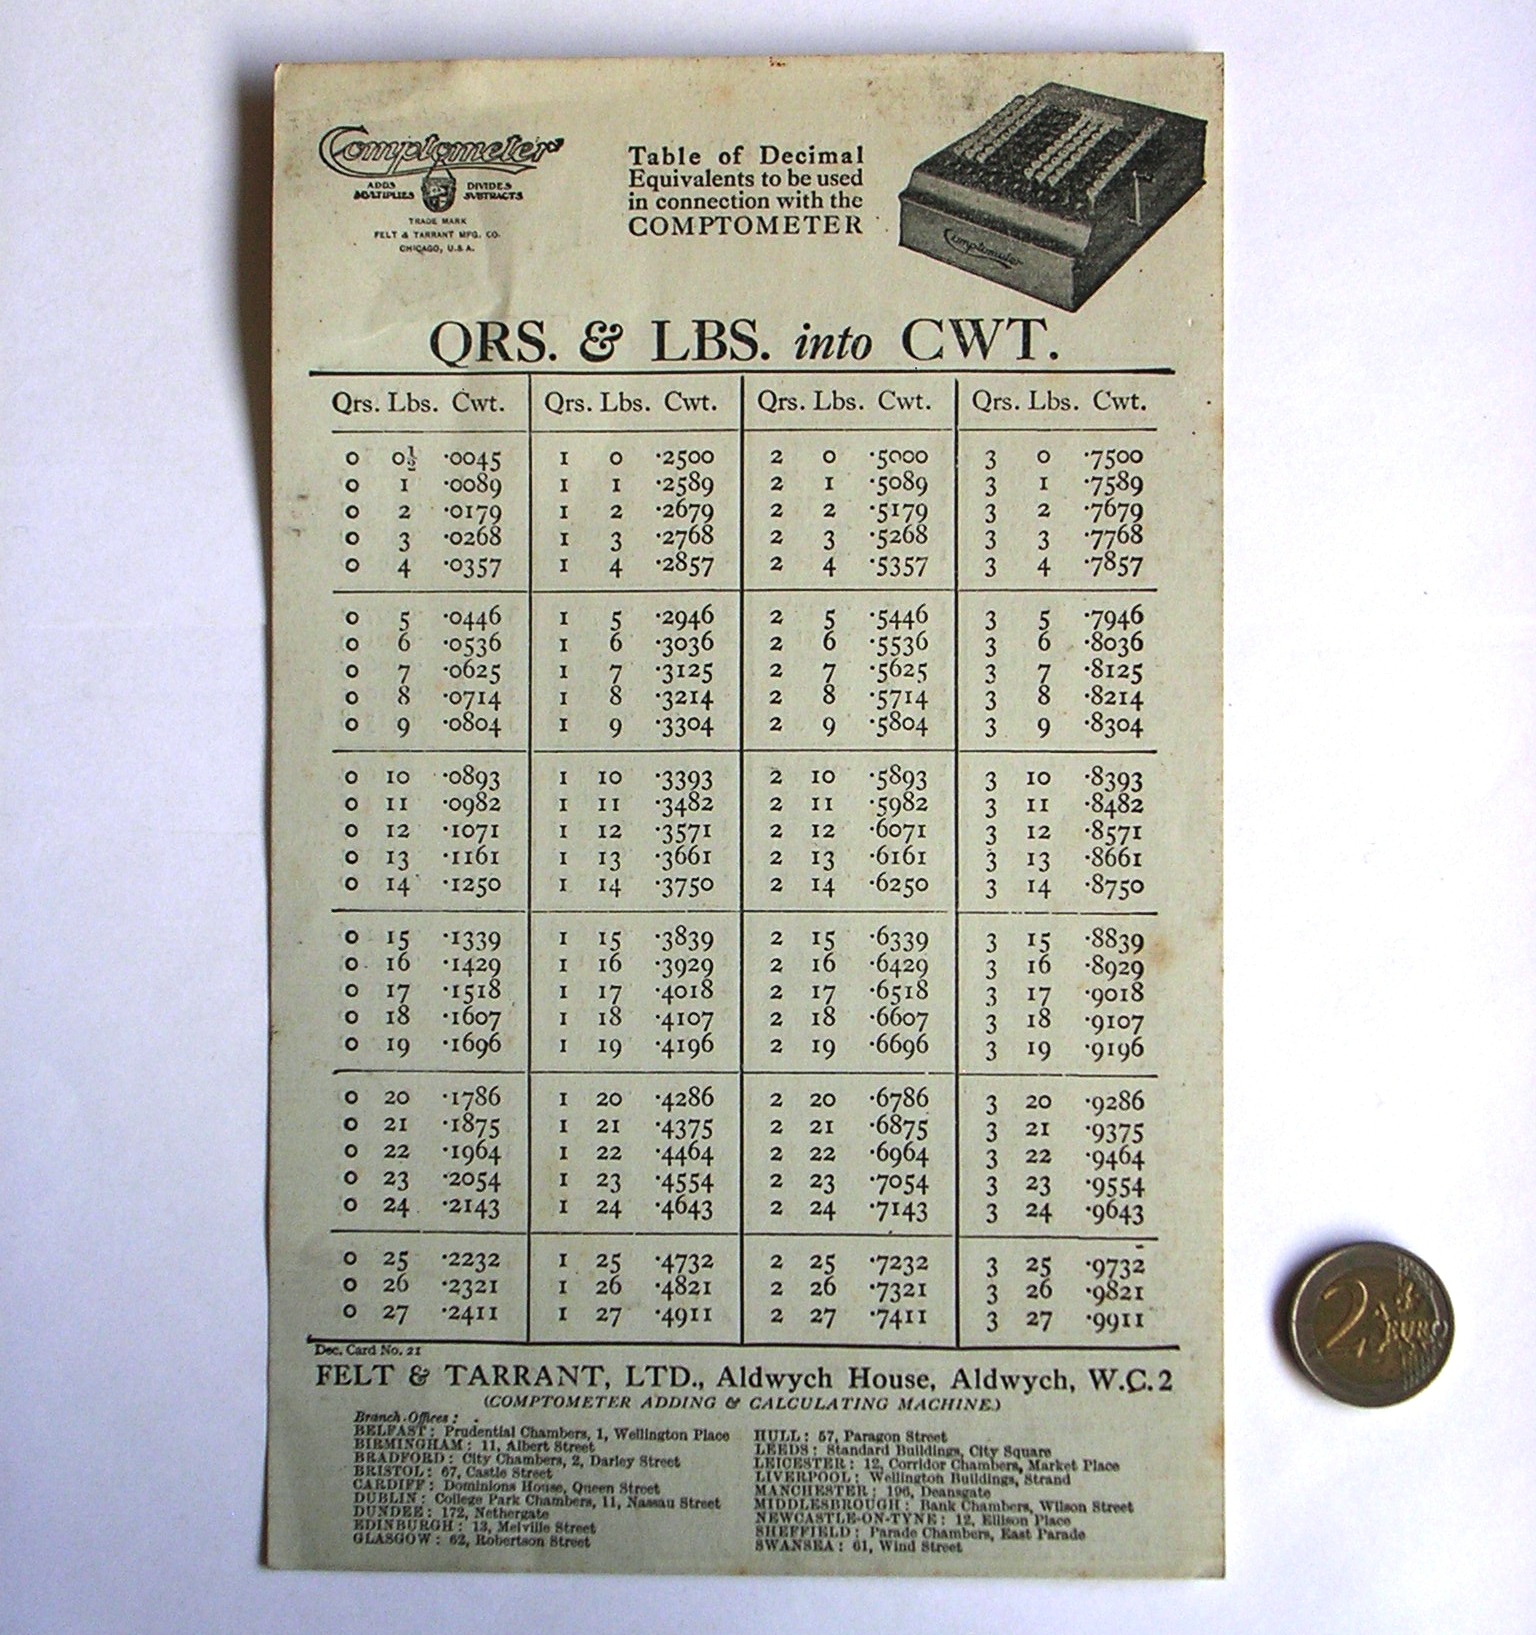 Comptometer
ADDS DIVIDES
MULTIPLIES SUBTRACTS
TRADE MARK
FELT & TARRANT MFG. CO.
CHICAGO, U.S.A.
Table of Decimal
Equivalents to be used
in connection with the
COMPTOMETER
Comptometer
QRS. & LBS. into CWT.
Qrs. Lbs. Cwt. Qrs. Lbs. Cwt. Qrs. Lbs. Cwt. Qrs. Lbs. Cwt.
0 0½ ·0045 1 0 ·2500 2 0 ·5000 3 0 ·7500
0 1 ·0089 1 1 ·2589 2 1 ·5089 3 1 ·7589
0 2 ·0179 1 2 ·2679 2 2 ·5179 3 2 ·7679
0 3 ·0268 1 3 ·2768 2 3 ·5268 3 3 ·7768
0 4 ·0357 1 4 ·2857 2 4 ·5357 3 4 ·7857
0 5 ·0446 1 5 ·2946 2 5 ·5446 3 5 ·7946
0 6 ·0536 1 6 ·3036 2 6 ·5536 3 6 ·8036
0 7 ·0625 1 7 ·3125 2 7 ·5625 3 7 ·8125
0 8 ·0714 1 8 ·3214 2 8 ·5714 3 8 ·8214
0 9 ·0804 1 9 ·3304 2 9 ·5804 3 9 ·8304
0 10 ·0893 1 10 ·3393 2 10 ·5893 3 10 ·8393
0 11 ·0982 1 11 ·3482 2 11 ·5982 3 11 ·8482
0 12 ·1071 1 12 ·3571 2 12 ·6071 3 12 ·8571
0 13 ·1161 1 13 ·3661 2 13 ·6161 3 13 ·8661
0 14 ·1250 1 14 ·3750 2 14 ·6250 3 14 ·8750
0 15 ·1339 1 15 ·3839 2 15 ·6339 3 15 ·8839
0 16 ·1429 1 16 ·3929 2 16 ·6429 3 16 ·8929
0 17 ·1518 1 17 ·4018 2 17 ·6518 3 17 ·9018
0 18 ·1607 1 18 ·4107 2 18 ·6607 3 18 ·9107
0 19 ·1696 1 19 ·4196 2 19 ·6696 3 19 ·9196
0 20 ·1786 1 20 ·4286 2 20 ·6786 3 20 ·9286
0 21 ·1875 1 21 ·4375 2 21 ·6875 3 21 ·9375
0 22 ·1964 1 22 ·4464 2 22 ·6964 3 22 ·9464
0 23 ·2054 1 23 ·4554 2 23 ·7054 3 23 ·9554
0 24 ·2143 1 24 ·4643 2 24 ·7143 3 24 ·9643
0 25 ·2232 1 25 ·4732 2 25 ·7232 3 25 ·9732
0 26 ·2321 1 26 ·4821 2 26 ·7321 3 26 ·9821
0 27 ·2411 1 27 ·4911 2 27 ·7411 3 27 ·9911
Dec. Card No. 21
FELT & TARRANT, LTD., Aldwych House, Aldwych, W.C.2
(COMPTOMETER ADDING & CALCULATING MACHINE.)
Branch Offices:
BELFAST: Prudential Chambers, 1, Wellington Place
BIRMINGHAM: 11, Albert Street
BRADFORD: City Chambers, 2, Darley Street
BRISTOL: 67, Castle Street
CARDIFF: Dominions House, Queen Street
DUBLIN: College Park Chambers, 11, Nassau Street
DUNDEE: 172, Nethergate
EDINBURGH: 13, Melville Street
GLASGOW: 62, Robertson Street
HULL: 57, Paragon Street
LEEDS: Standard Buildings, City Square
LEICESTER: 12, Corridor Chambers, Market Place
LIVERPOOL: Wellington Buildings, Strand
MANCHESTER: 196, Deansgate
MIDDLESBROUGH: Bank Chambers, Wilson Street
NEWCASTLE-ON-TYNE: 12, Ellison Place
SHEFFIELD: Parade Chambers, East Parade
SWANSEA: 61, Wind Street
2 EURO